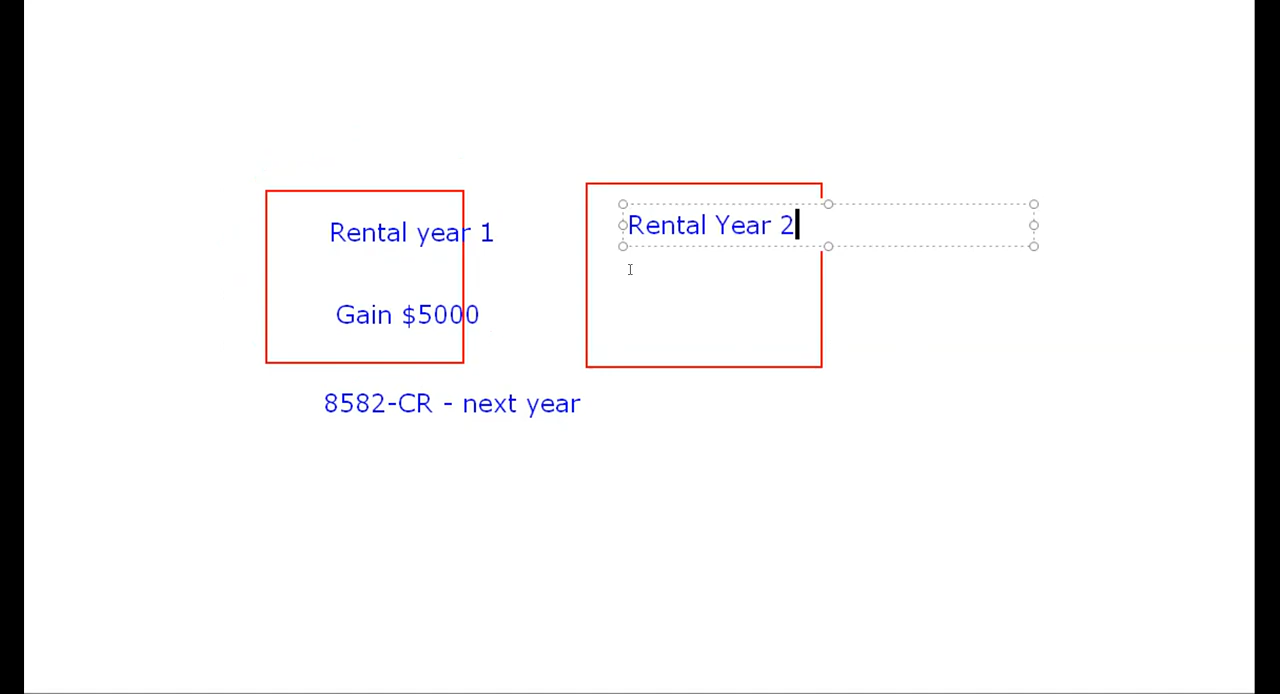 Rental year 1
Gain $5000
8582-CR - next year
Rental Year 2